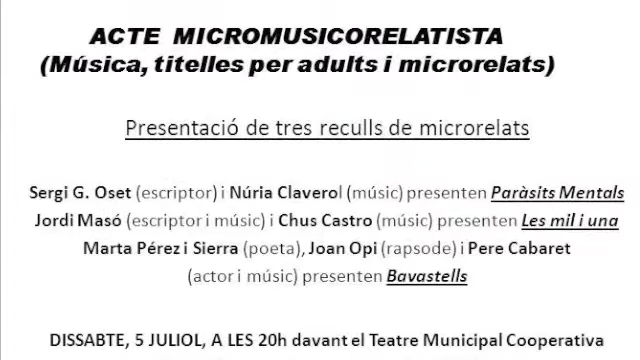 ACTE MICROMUSICORELATISTA
(Música, titelles per adults i microrelats)
Presentació de tres reculls de microrelats
Sergi G. Oset (escriptor) i Núria Claverol (músic) presenten Paràsits Mentals
Jordi Masó (escriptor i músic) i Chus Castro (músic) presenten Les mil i una
Marta Pérez i Sierra (poeta), Joan Opi (rapsode) i Pere Cabaret
(actor i músic) presenten Bavastells
DISSABTE, 5 JULIOL, A LES 20h davant el Teatre Municipal Cooperativa